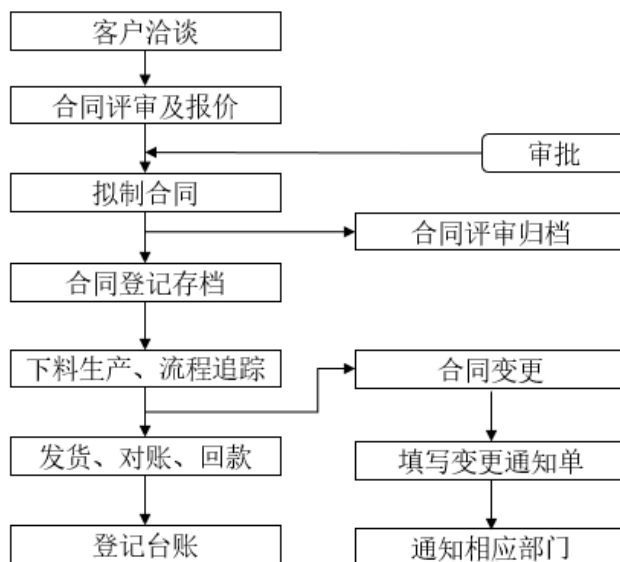 客户洽谈
合同评审及报价
审批
拟制合同
合同评审归档
合同登记存档
下料生产、流程追踪
合同变更
发货、对账、回款
填写变更通知单
登记台账
通知相应部门